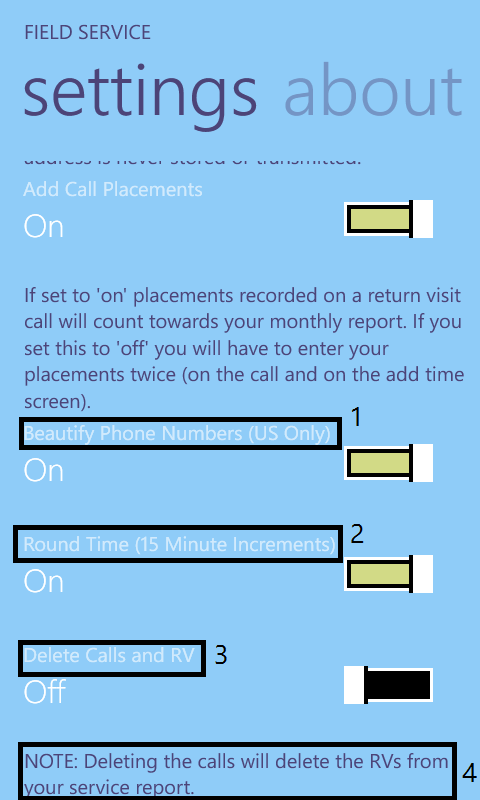 FIELD SERVICE
settings about
address is never stored or transmitted.
Add Call Placements
On
If set to 'on' placements recorded on a return visit
call will count towards your monthly report. If you
set this to 'off' you will have to enter your
placements twice (on the call and on the add time
screen).
1
Beautify Phone Numbers (US Only)
On
2
Round Time (15 Minute Increments)
On
Delete Calls and RV 3
Off
NOTE: Deleting the calls will delete the RVs from
your service report. 4